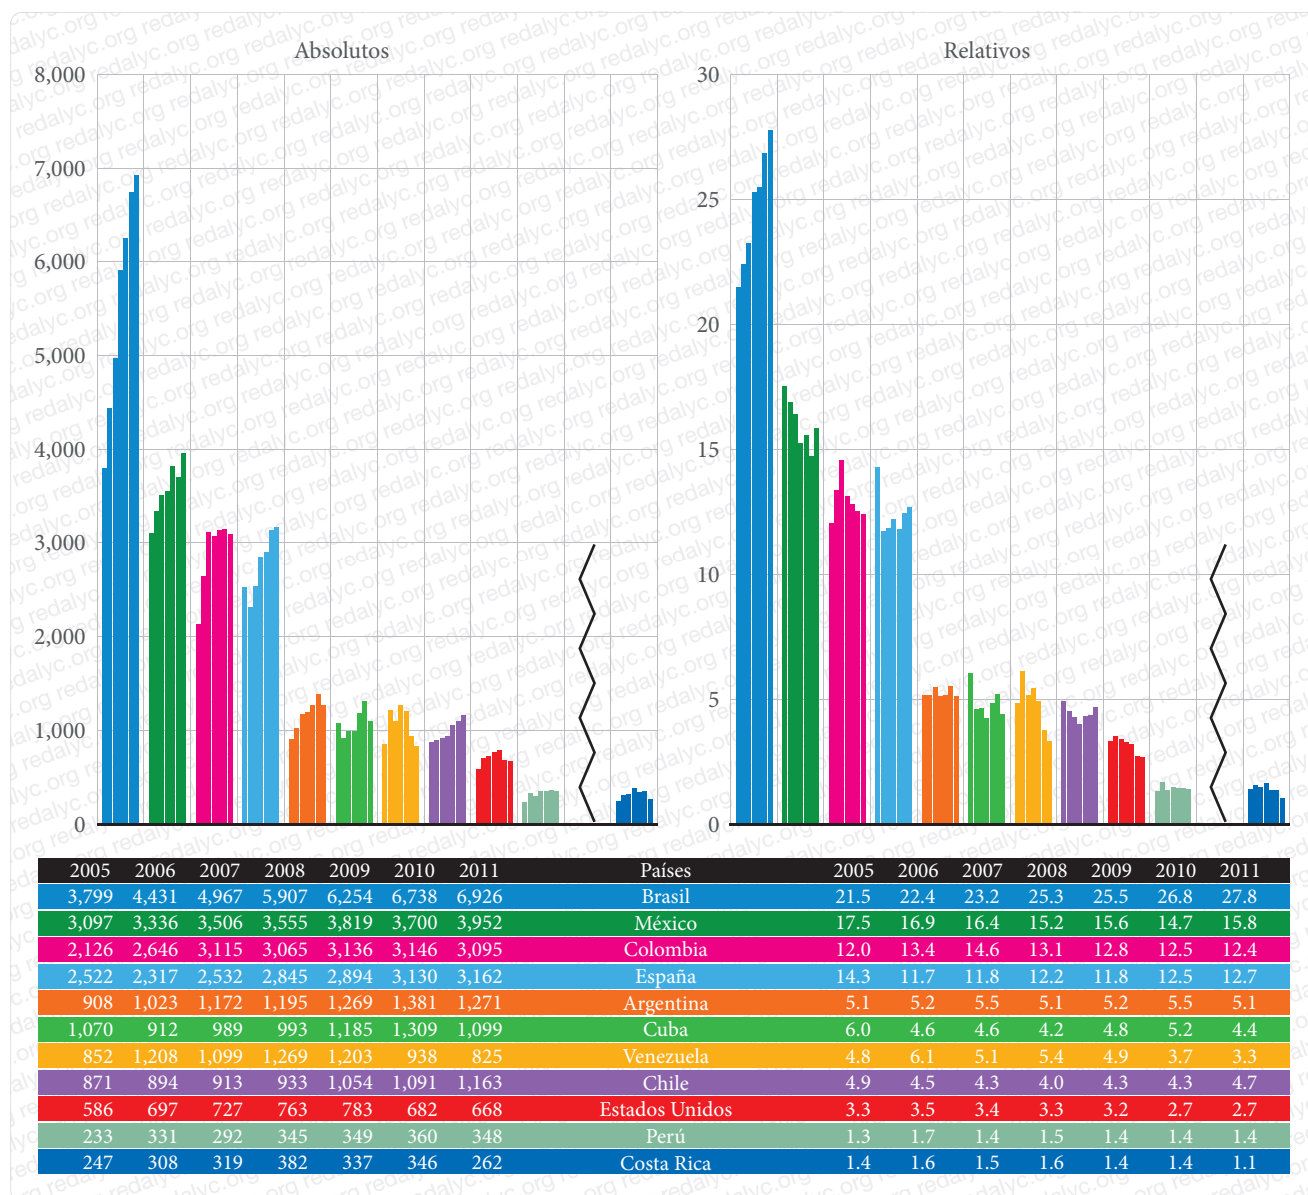 Absolutos
8,000
7,000
6,000
5,000
4,000
3,000
2,000
1,000
0
Relativos
30
25
20
15
10
5
0
2005 2006 2007 2008 2009 2010 2011 Países 2005 2006 2007 2008 2009 2010 2011
3,799 4,431 4,967 5,907 6,254 6,738 6,926 Brasil 21.5 22.4 23.2 25.3 25.5 26.8 27.8
3,097 3,336 3,506 3,555 3,819 3,700 3,952 México 17.5 16.9 16.4 15.2 15.6 14.7 15.8
2,126 2,646 3,115 3,065 3,136 3,146 3,095 Colombia 12.0 13.4 14.6 13.1 12.8 12.5 12.4
2,522 2,317 2,532 2,845 2,894 3,130 3,162 España 14.3 11.7 11.8 12.2 11.8 12.5 12.7
908 1,023 1,172 1,195 1,269 1,381 1,271 Argentina 5.1 5.2 5.5 5.1 5.2 5.5 5.1
1,070 912 989 993 1,185 1,309 1,099 Cuba 6.0 4.6 4.6 4.2 4.8 5.2 4.4
852 1,208 1,099 1,269 1,203 938 825 Venezuela 4.8 6.1 5.1 5.4 4.9 3.7 3.3
871 894 913 933 1,054 1,091 1,163 Chile 4.9 4.5 4.3 4.0 4.3 4.3 4.7
586 697 727 763 783 682 668 Estados Unidos 3.3 3.5 3.4 3.3 3.2 2.7 2.7
233 331 292 345 349 360 348 Perú 1.3 1.7 1.4 1.5 1.4 1.4 1.4
247 308 319 382 337 346 262 Costa Rica 1.4 1.6 1.5 1.6 1.4 1.4 1.1
redalyc.org